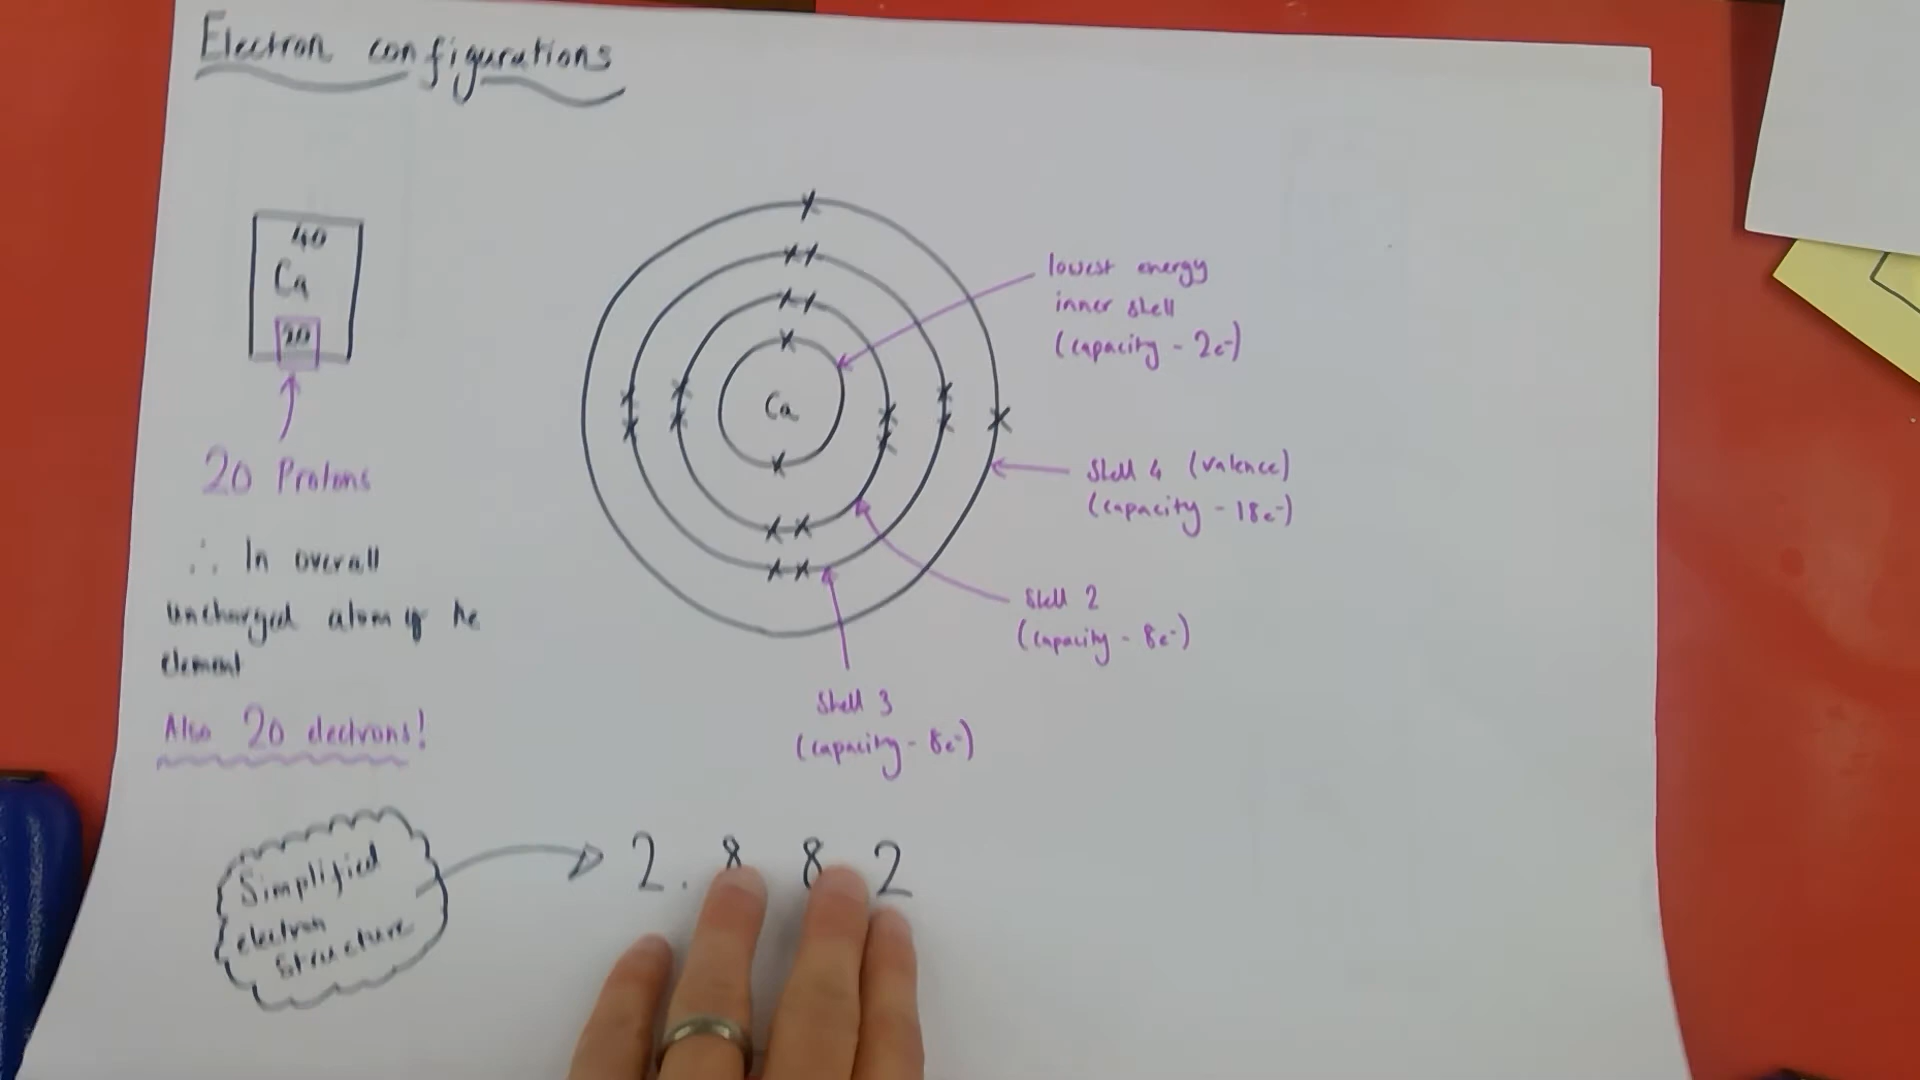 Electron configurations
40
Ca
20
20 Protons
∴ In overall
uncharged atom of the
element
Also 20 electrons!
Ca
lowest energy
inner shell
(capacity - 2e-)
Shell 4 (valence)
(capacity - 18e-)
Shell 2
(capacity - 8e-)
Shell 3
(capacity - 8e-)
Simplified
electron
structure
2. 8 8 2